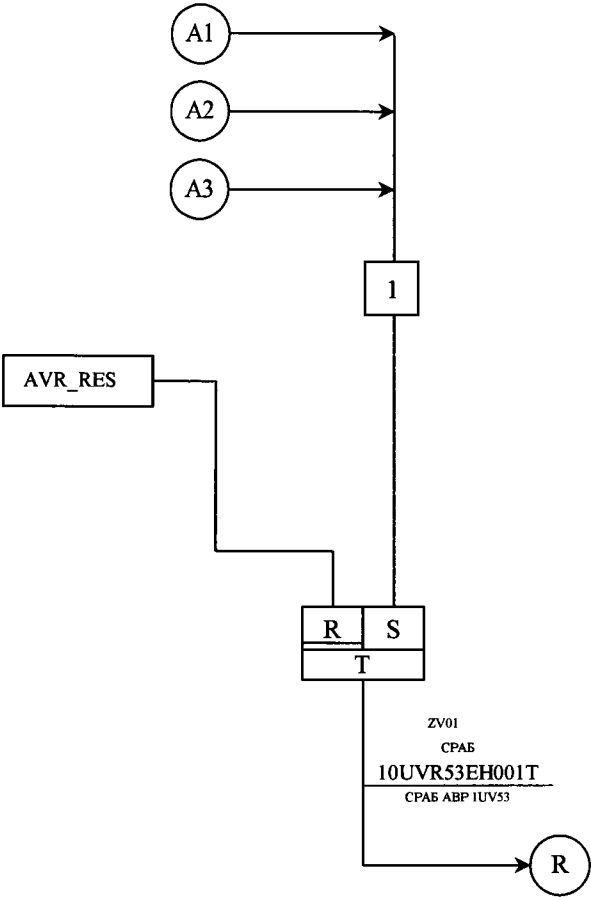 A1
A2
A3
1
AVR_RES
R S
T
ZV01
СРАБ
10UVR53EH001T
СРАБ АВР 1UV53
R